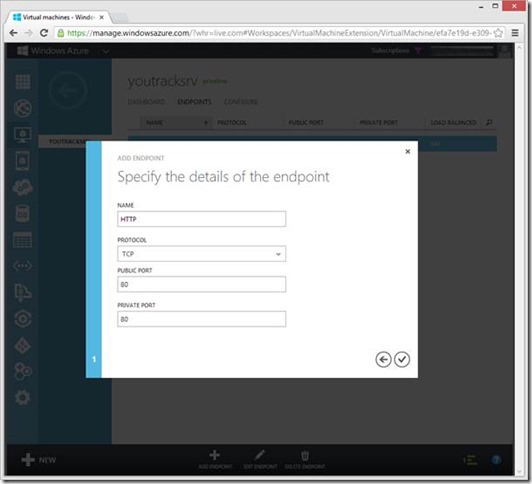 Virtual machines - Windo
https://manage.windowsazure.com/?whr=live.com#Workspaces/VirtualMachineExtension/VirtualMachine/efa7e19d-e309-
Windows Azure
Subscriptions
youtracksrv
DASHBOARD ENDPOINTS CONFIGURE
NAME PROTOCOL PUBLIC PORT PRIVATE PORT LOAD BALANCED
YOUTRACKSRV
ADD ENDPOINT
Specify the details of the endpoint
NAME
HTTP
PROTOCOL
TCP
PUBLIC PORT
80
PRIVATE PORT
80
1
NEW
ADD ENDPOINT EDIT ENDPOINT DELETE ENDPOINT
1